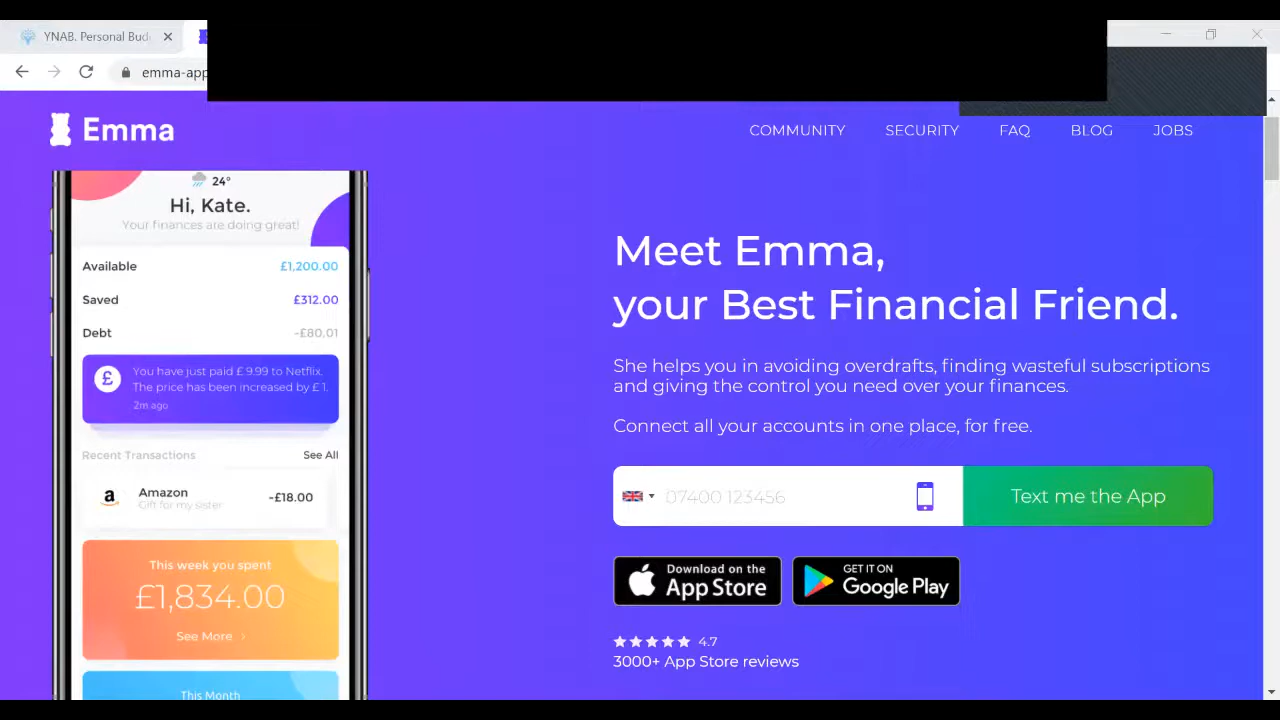 YNAB. Personal Bud
emma-app
Emma
COMMUNITY
SECURITY
FAQ
BLOG
JOBS
24°
Hi, Kate.
Your finances are doing great!
Available £1,200.00
Saved £312.00
Debt -£80.01
£
You have just paid £ 9.99 to Netflix.
The price has been increased by £ 1.
2m ago
Recent Transactions See All
a
Amazon
Gift for my sister
-£18.00
This week you spent
£1,834.00
See More
This Month
Meet Emma,
your Best Financial Friend.
She helps you in avoiding overdrafts, finding wasteful subscriptions
and giving the control you need over your finances.
Connect all your accounts in one place, for free.
07400 123456
Text me the App
Download on the
App Store
GET IT ON
Google Play
4.7
3000+ App Store reviews